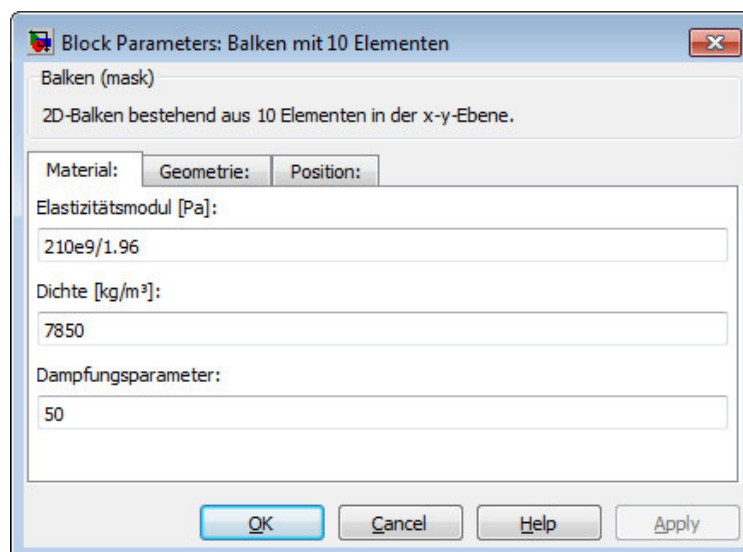 Block Parameters: Balken mit 10 Elementen
Balken (mask)
2D-Balken bestehend aus 10 Elementen in der x-y-Ebene.
Material: Geometrie: Position:
Elastizitätsmodul [Pa]:
210e9/1.96
Dichte [kg/m³]:
7850
Dampfungsparameter:
50
OK Cancel Help Apply